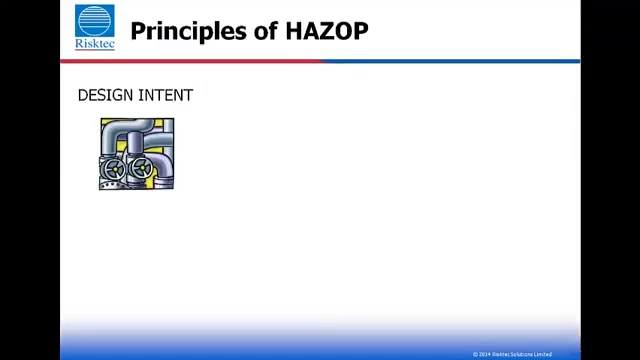 Risktec
Principles of HAZOP
DESIGN INTENT
© 2014 Risktec Solutions Limited